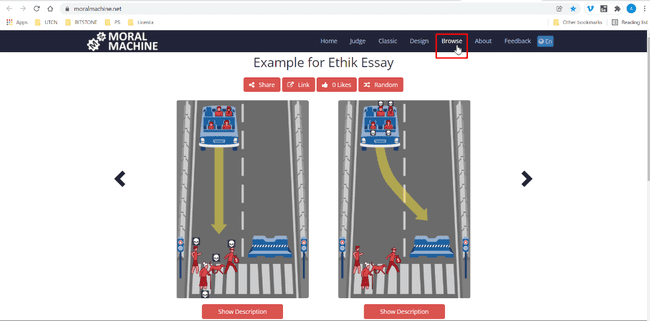 moralmachine.net
Apps UTCN BITSTONE PS Licenta Other bookmarks Reading list
MORAL
MACHINE
Home Judge Classic Design Browse About Feedback En
Example for Ethik Essay
Share Link 0 Likes Random
Show Description Show Description